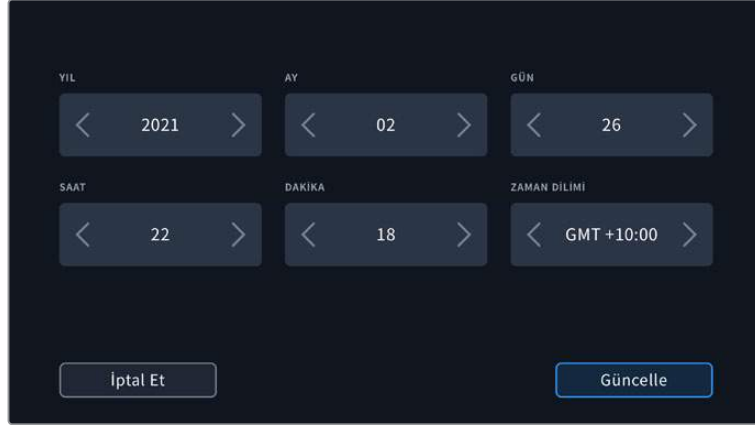 YIL AY GÜN
2021 02 26
SAAT DAKİKA ZAMAN DİLİMİ
22 18 GMT +10:00
İptal Et Güncelle